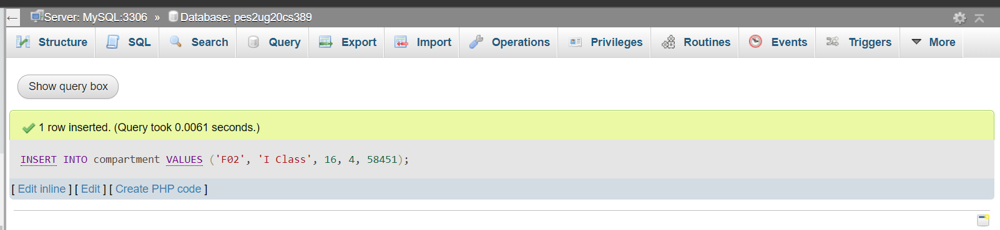 Server: MySQL:3306 » Database: pes2ug20cs389
Structure SQL Search Query Export Import Operations Privileges Routines Events Triggers More
Show query box
1 row inserted. (Query took 0.0061 seconds.)
INSERT INTO compartment VALUES ('F02', 'I Class', 16, 4, 58451);
[ Edit inline ] [ Edit ] [ Create PHP code ]